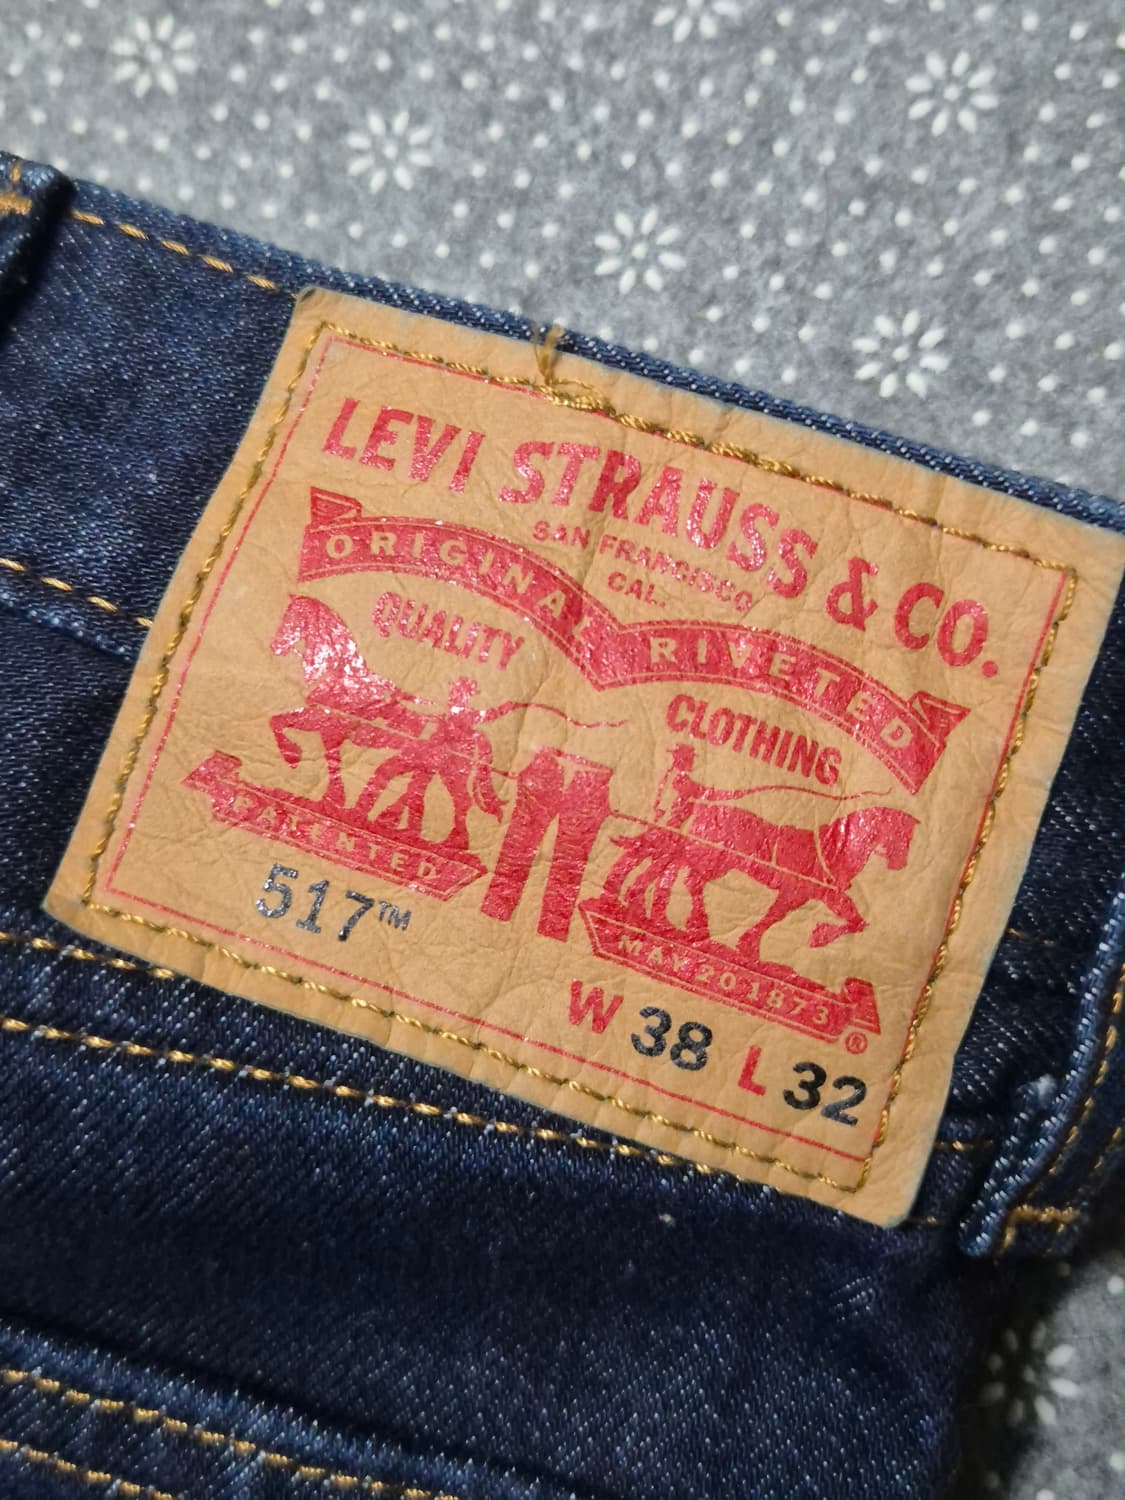 LEVI STRAUSS & CO.
SAN FRANCISCO
CAL.
ORIGINAL RIVETED
QUALITY CLOTHING
PATENTED
MAY 20 1873 ®
517™
W 38 L 32